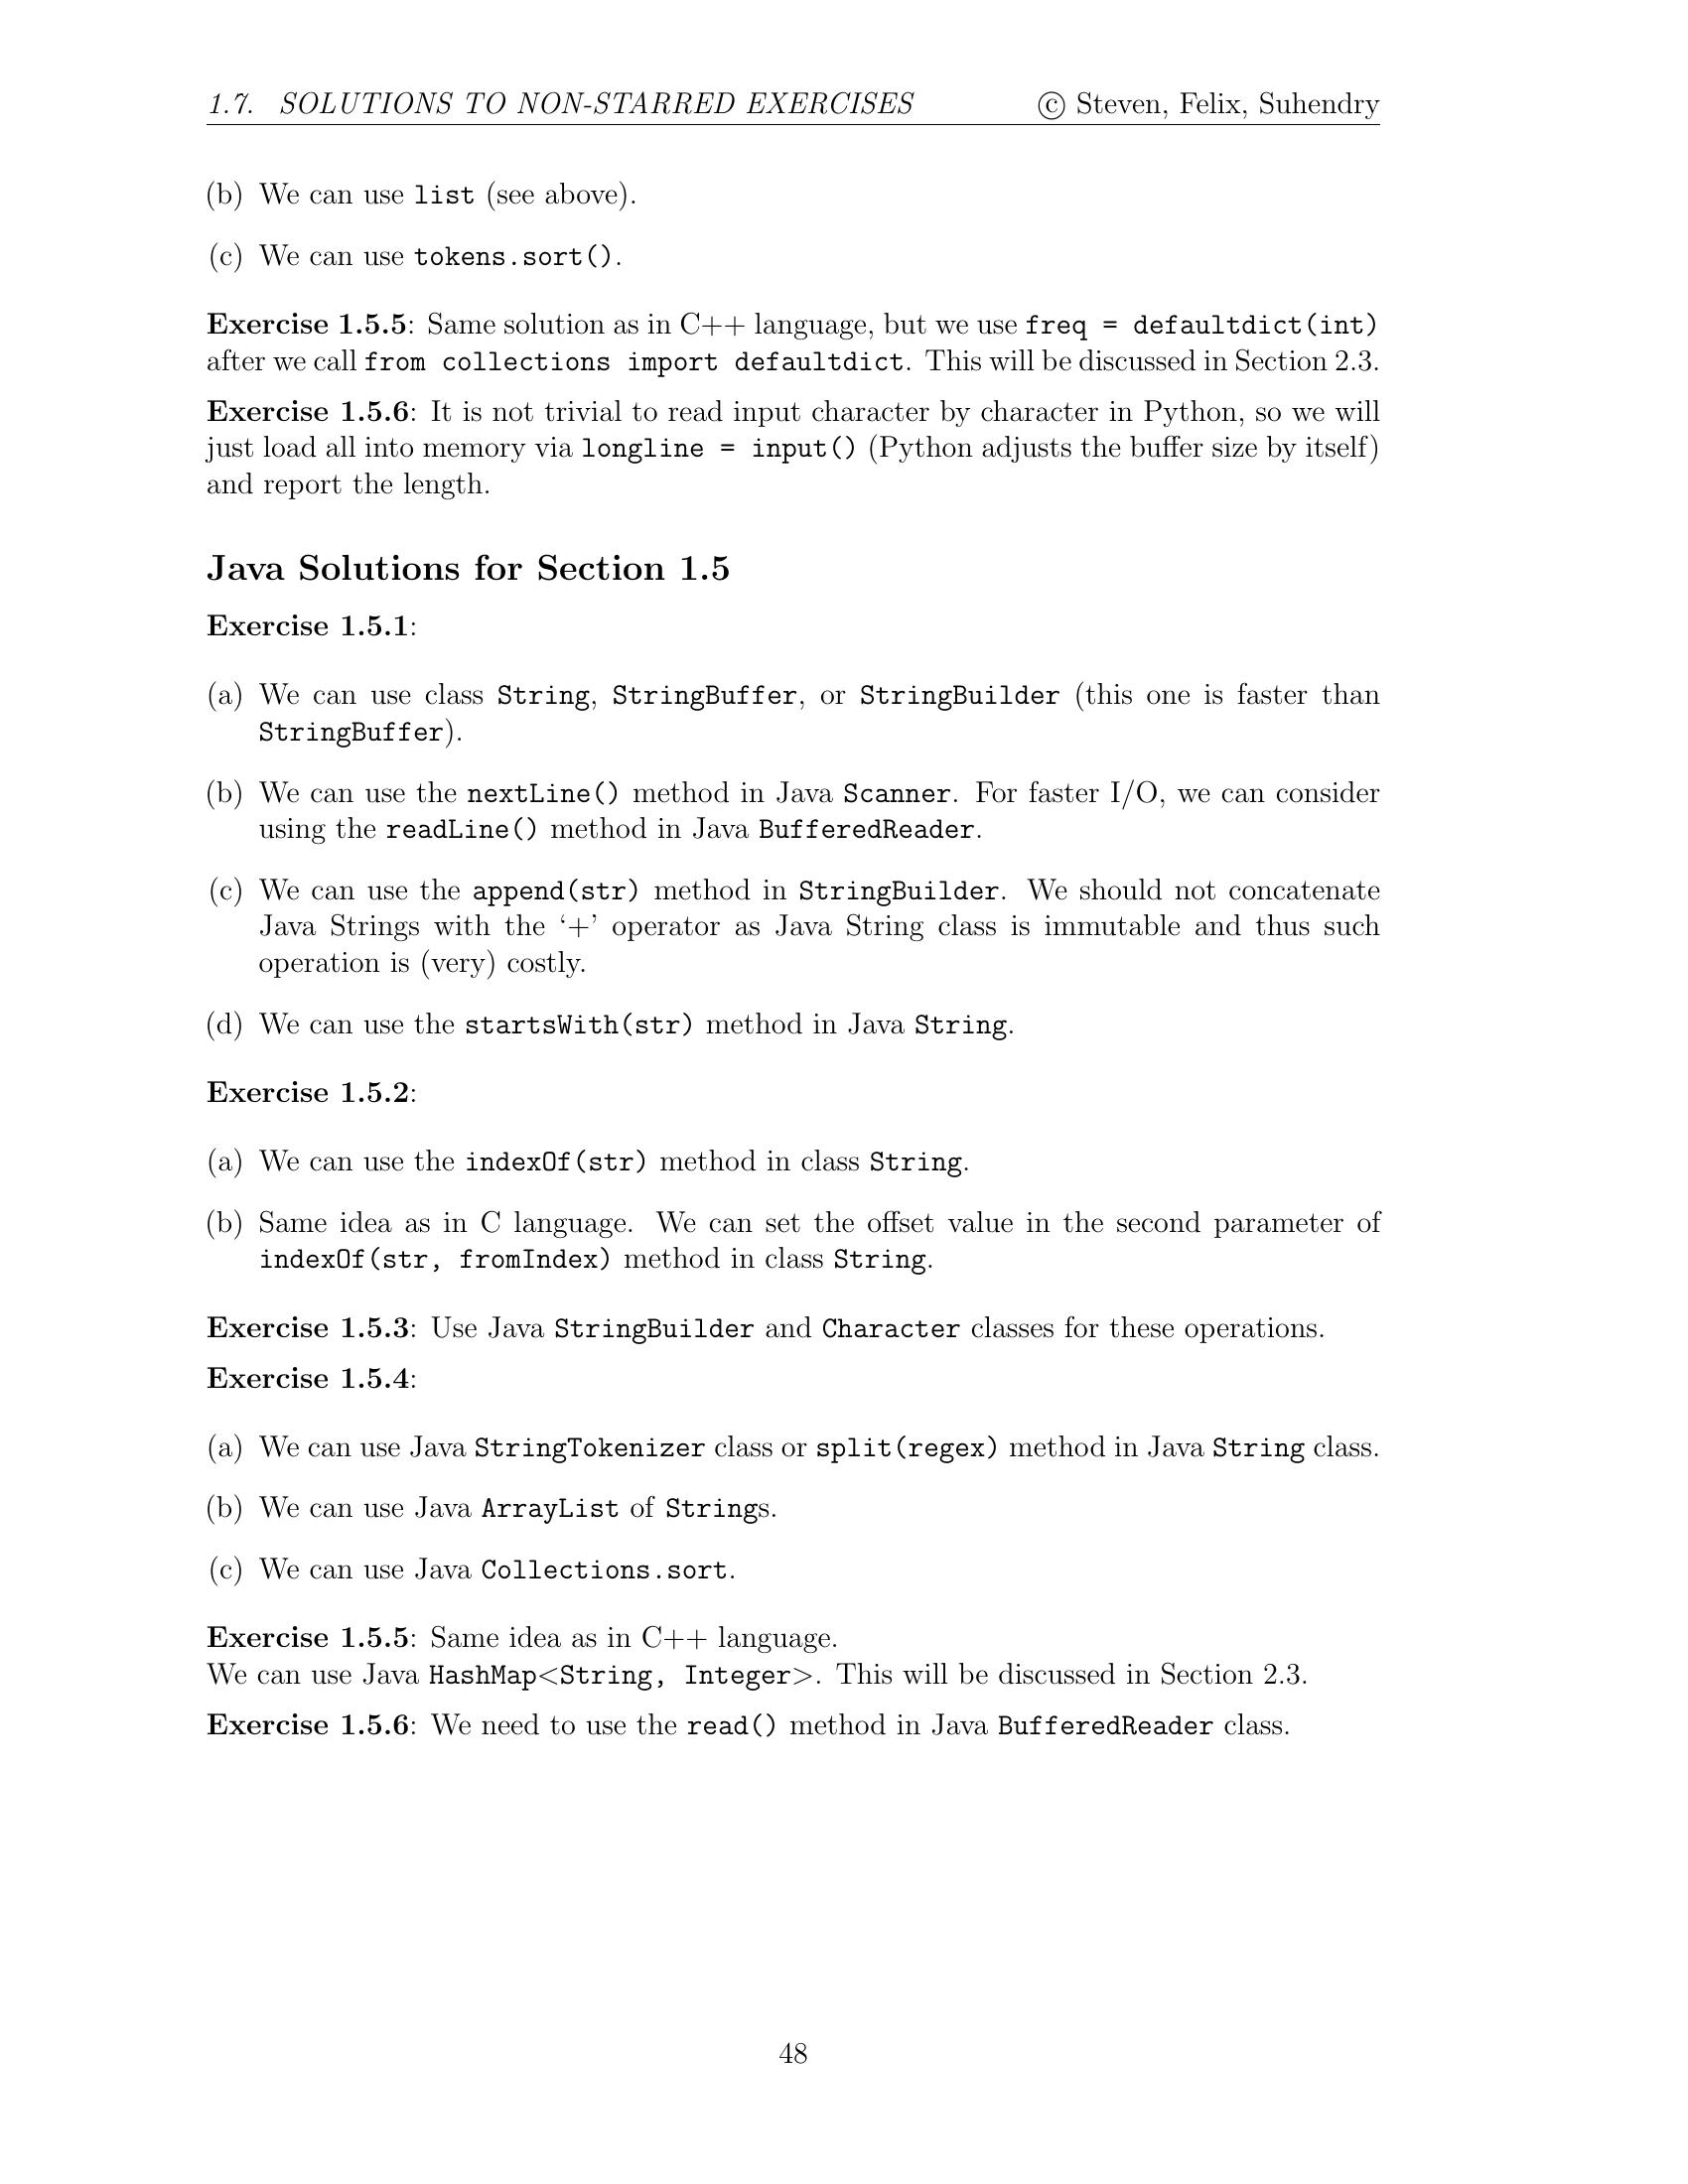 1.7. SOLUTIONS TO NON-STARRED EXERCISES © Steven, Felix, Suhendry
(b) We can use list (see above).
(c) We can use tokens.sort().
Exercise 1.5.5: Same solution as in C++ language, but we use freq = defaultdict(int)
after we call from collections import defaultdict. This will be discussed in Section 2.3.
Exercise 1.5.6: It is not trivial to read input character by character in Python, so we will
just load all into memory via longline = input() (Python adjusts the buffer size by itself)
and report the length.
Java Solutions for Section 1.5
Exercise 1.5.1:
(a) We can use class String, StringBuffer, or StringBuilder (this one is faster than
StringBuffer).
(b) We can use the nextLine() method in Java Scanner. For faster I/O, we can consider
using the readLine() method in Java BufferedReader.
(c) We can use the append(str) method in StringBuilder. We should not concatenate
Java Strings with the ‘+’ operator as Java String class is immutable and thus such
operation is (very) costly.
(d) We can use the startsWith(str) method in Java String.
Exercise 1.5.2:
(a) We can use the indexOf(str) method in class String.
(b) Same idea as in C language. We can set the offset value in the second parameter of
indexOf(str, fromIndex) method in class String.
Exercise 1.5.3: Use Java StringBuilder and Character classes for these operations.
Exercise 1.5.4:
(a) We can use Java StringTokenizer class or split(regex) method in Java String class.
(b) We can use Java ArrayList of Strings.
(c) We can use Java Collections.sort.
Exercise 1.5.5: Same idea as in C++ language.
We can use Java HashMap<String, Integer>. This will be discussed in Section 2.3.
Exercise 1.5.6: We need to use the read() method in Java BufferedReader class.
48